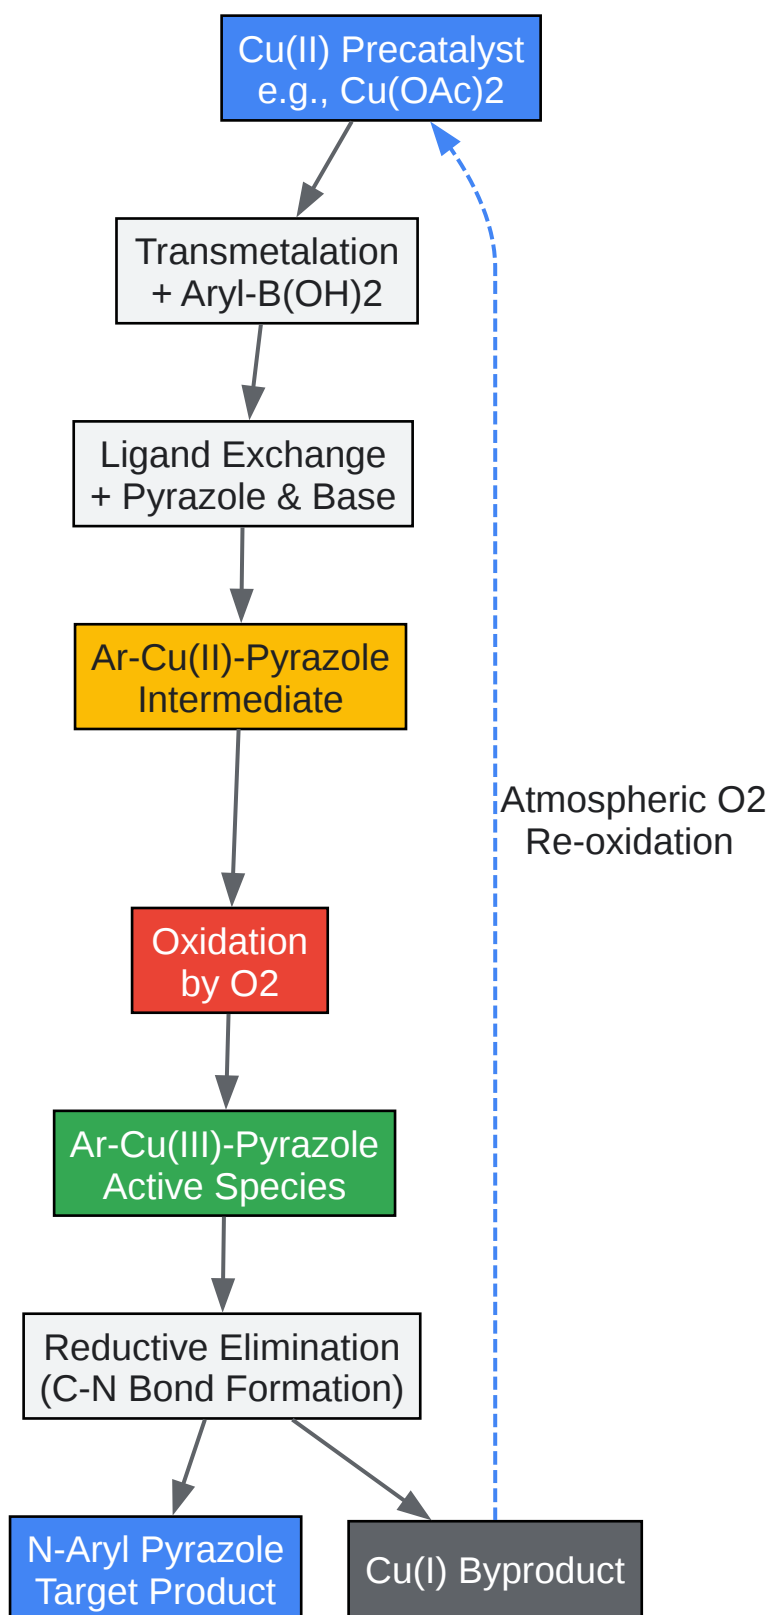 Cu(II) Precatalyst
e.g., Cu(OAc)2
Transmetalation
+ Aryl-B(OH)2
Ligand Exchange
+ Pyrazole & Base
Ar-Cu(II)-Pyrazole
Intermediate
Atmospheric O2
Re-oxidation
Oxidation
by O2
Ar-Cu(III)-Pyrazole
Active Species
Reductive Elimination
(C-N Bond Formation)
N-Aryl Pyrazole
Target Product
Cu(I) Byproduct